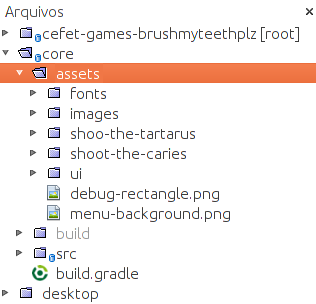 Arquivos
cefet-games-brushmyteethplz [root]
core
assets
fonts
images
shoo-the-tartarus
shoot-the-caries
ui
debug-rectangle.png
menu-background.png
build
src
build.gradle
desktop